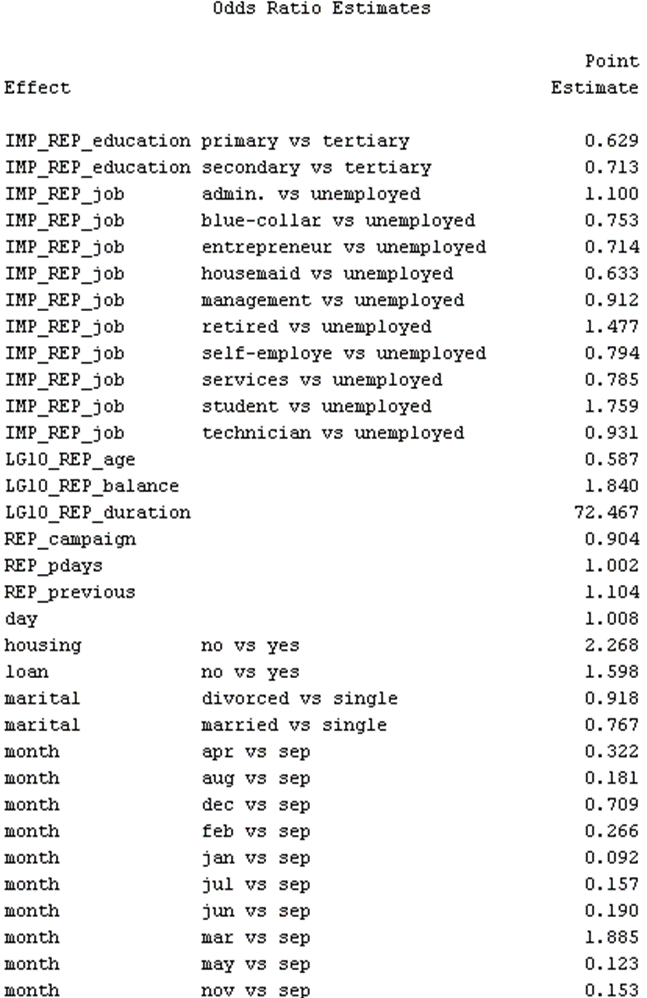 Odds Ratio Estimates
Point
Effect Estimate
IMP_REP_education primary vs tertiary 0.629
IMP_REP_education secondary vs tertiary 0.713
IMP_REP_job admin. vs unemployed 1.100
IMP_REP_job blue-collar vs unemployed 0.753
IMP_REP_job entrepreneur vs unemployed 0.714
IMP_REP_job housemaid vs unemployed 0.633
IMP_REP_job management vs unemployed 0.912
IMP_REP_job retired vs unemployed 1.477
IMP_REP_job self-employe vs unemployed 0.794
IMP_REP_job services vs unemployed 0.785
IMP_REP_job student vs unemployed 1.759
IMP_REP_job technician vs unemployed 0.931
LG10_REP_age 0.587
LG10_REP_balance 1.840
LG10_REP_duration 72.467
REP_campaign 0.904
REP_pdays 1.002
REP_previous 1.104
day 1.008
housing no vs yes 2.268
loan no vs yes 1.598
marital divorced vs single 0.918
marital married vs single 0.767
month apr vs sep 0.322
month aug vs sep 0.181
month dec vs sep 0.709
month feb vs sep 0.266
month jan vs sep 0.092
month jul vs sep 0.157
month jun vs sep 0.190
month mar vs sep 1.885
month may vs sep 0.123
month nov vs sep 0.153